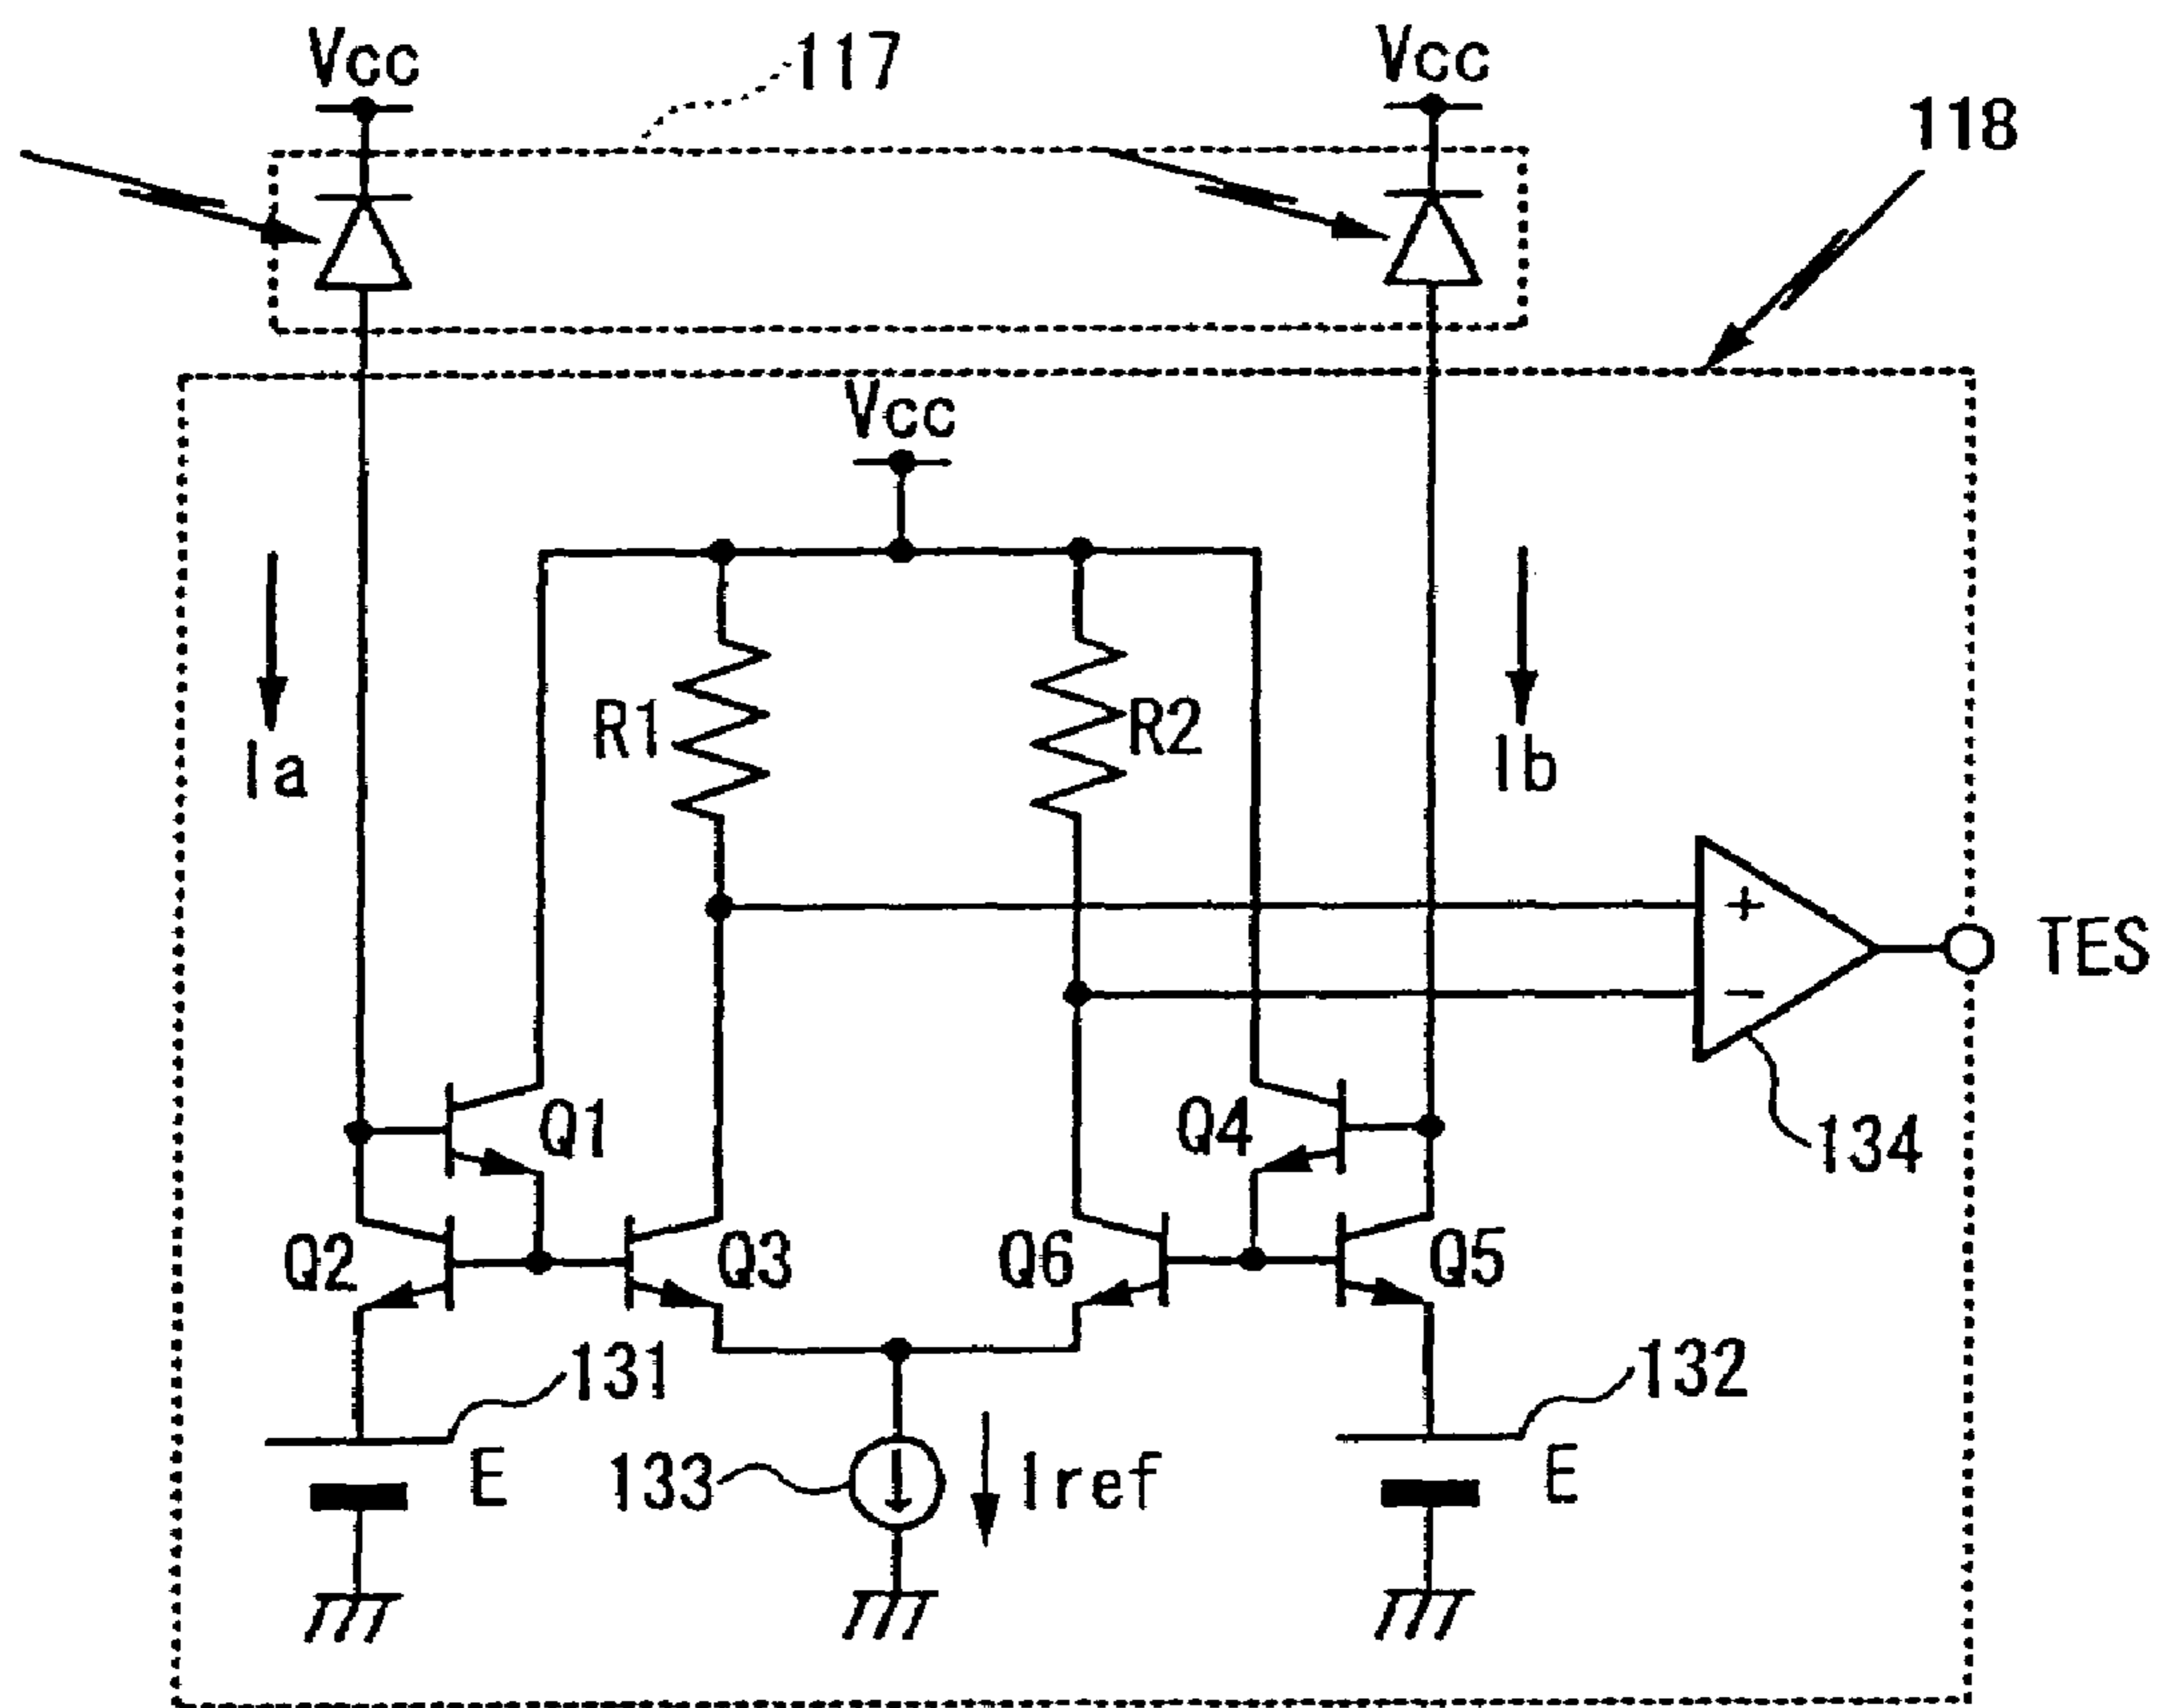 Vcc
117
Vcc
118
Vcc
Ia
R1
R2
Ib
+
−
TES
Q1
Q4
134
Q2
Q3
Q6
Q5
131
132
E
133
Iref
E